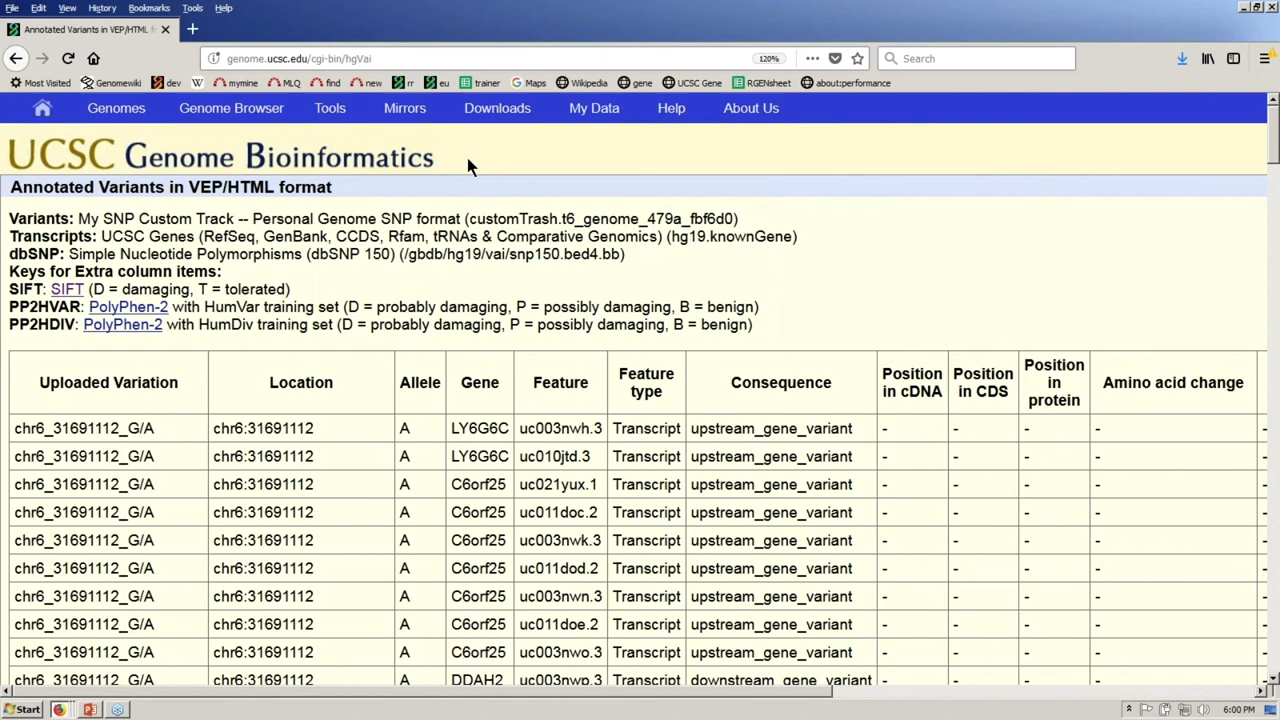 File Edit View History Bookmarks Tools Help
Annotated Variants in VEP/HTML f
genome.ucsc.edu/cgi-bin/hgVai
120%
Search
Most Visited Genomewiki dev mymine MLQ find new rr eu trainer Maps Wikipedia gene UCSC Gene RGENsheet about:performance
Genomes Genome Browser Tools Mirrors Downloads My Data Help About Us
UCSC Genome Bioinformatics
Annotated Variants in VEP/HTML format
Variants: My SNP Custom Track -- Personal Genome SNP format (customTrash.t6_genome_479a_fbf6d0)
Transcripts: UCSC Genes (RefSeq, GenBank, CCDS, Rfam, tRNAs & Comparative Genomics) (hg19.knownGene)
dbSNP: Simple Nucleotide Polymorphisms (dbSNP 150) (/gbdb/hg19/vai/snp150.bed4.bb)
Keys for Extra column items:
SIFT: SIFT (D = damaging, T = tolerated)
PP2HVAR: PolyPhen-2 with HumVar training set (D = probably damaging, P = possibly damaging, B = benign)
PP2HDIV: PolyPhen-2 with HumDiv training set (D = probably damaging, P = possibly damaging, B = benign)
Uploaded Variation Location Allele Gene Feature Feature type Consequence Position in cDNA Position in CDS Position in protein Amino acid change
chr6_31691112_G/A chr6:31691112 A LY6G6C uc003nwh.3 Transcript upstream_gene_variant - - - -
chr6_31691112_G/A chr6:31691112 A LY6G6C uc010jtd.3 Transcript upstream_gene_variant - - - -
chr6_31691112_G/A chr6:31691112 A C6orf25 uc021yux.1 Transcript upstream_gene_variant - - - -
chr6_31691112_G/A chr6:31691112 A C6orf25 uc011doc.2 Transcript upstream_gene_variant - - - -
chr6_31691112_G/A chr6:31691112 A C6orf25 uc003nwk.3 Transcript upstream_gene_variant - - - -
chr6_31691112_G/A chr6:31691112 A C6orf25 uc011dod.2 Transcript upstream_gene_variant - - - -
chr6_31691112_G/A chr6:31691112 A C6orf25 uc003nwn.3 Transcript upstream_gene_variant - - - -
chr6_31691112_G/A chr6:31691112 A C6orf25 uc011doe.2 Transcript upstream_gene_variant - - - -
chr6_31691112_G/A chr6:31691112 A C6orf25 uc003nwo.3 Transcript upstream_gene_variant - - - -
chr6_31691112_G/A chr6:31691112 A DDAH2 uc003nwp.3 Transcript downstream_gene_variant - - - -
Start 6:00 PM